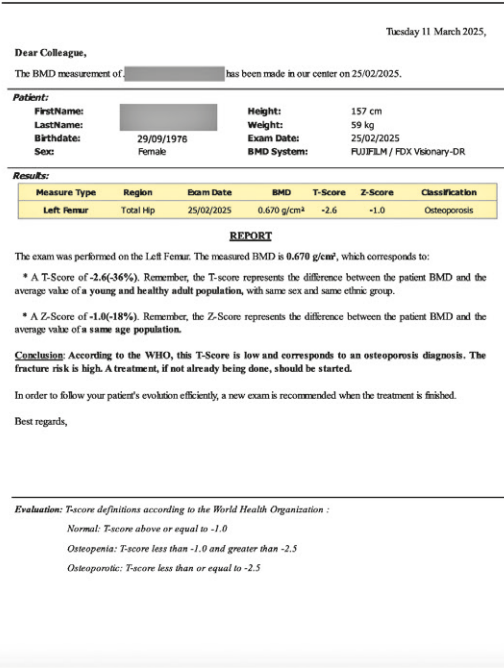 Tuesday 11 March 2025,
Dear Colleague,
The BMD measurement of. has been made in our center on 25/02/2025.
Patient:
FirstName: Height: 157 cm
LastName: Weight: 59 kg
Birthdate: 29/09/1976 Exam Date: 25/02/2025
Sex: Female BMD System: FUJIFILM / FDX Visionary-DR
Results:
Measure Type Region Exam Date BMD T-Score Z-Score Classification
Left Femur Total Hip 25/02/2025 0.670 g/cm² -2.6 -1.0 Osteoporosis
REPORT
The exam was performed on the Left Femur. The measured BMD is 0.670 g/cm², which corresponds to:
* A T-Score of -2.6(-36%). Remember, the T-score represents the difference between the patient BMD and the
average value of a young and healthy adult population, with same sex and same ethnic group.
* A Z-Score of -1.0(-18%). Remember, the Z-Score represents the difference between the patient BMD and the
average value of a same age population.
Conclusion: According to the WHO, this T-Score is low and corresponds to an osteoporosis diagnosis. The
fracture risk is high. A treatment, if not already being done, should be started.
In order to follow your patient's evolution efficiently, a new exam is recommended when the treatment is finished.
Best regards,
Evaluation: T-score definitions according to the World Health Organization :
Normal: T-score above or equal to -1.0
Osteopenia: T-score less than -1.0 and greater than -2.5
Osteoporotic: T-score less than or equal to -2.5